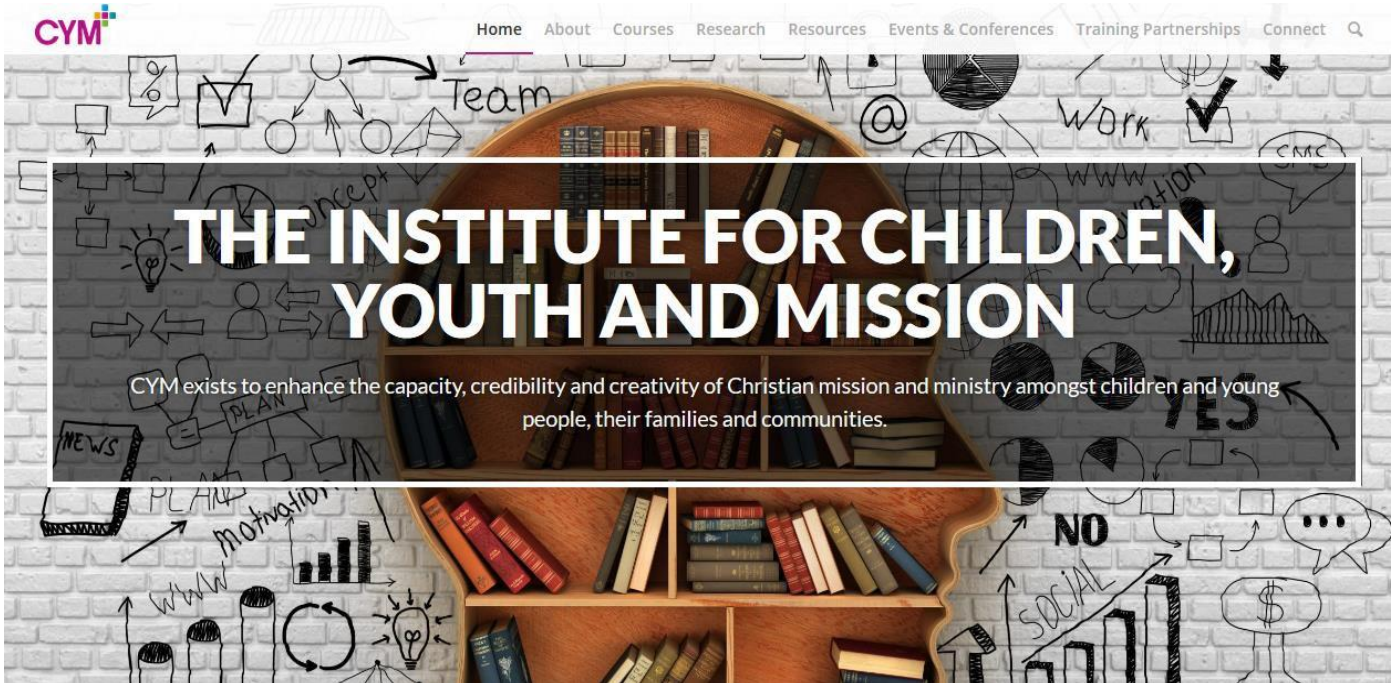 CYM
Home About Courses Research Resources Events & Conferences Training Partnerships Connect
Team
@
Work
SMS
www
concept
THE INSTITUTE FOR CHILDREN,
YOUTH AND MISSION
CYM exists to enhance the capacity, credibility and creativity of Christian mission and ministry amongst children and young
people, their families and communities.
PLAN
YES
NEWS
PLAN
motivation
NO
www
SOCIAL
$